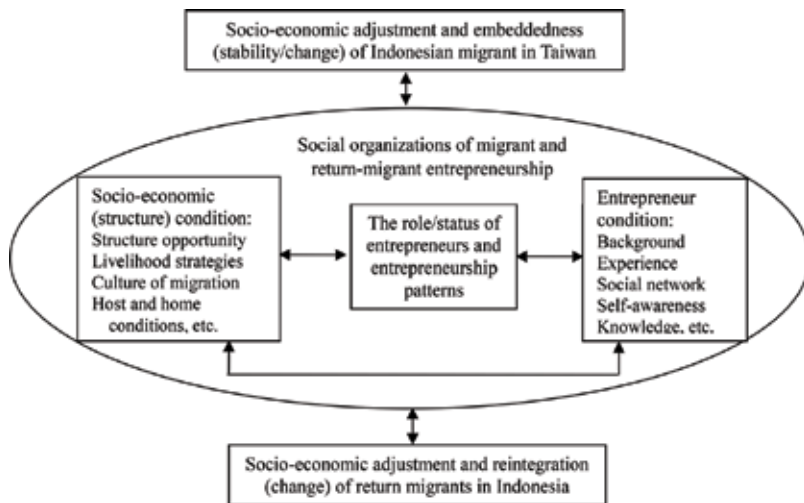 Socio-economic adjustment and embeddedness
(stability/change) of Indonesian migrant in Taiwan
Social organizations of migrant and
return-migrant entrepreneurship
Socio-economic
(structure) condition:
Structure opportunity
Livelihood strategies
Culture of migration
Host and home
conditions, etc.
The role/status of
entrepreneurs and
entrepreneurship
patterns
Entrepreneur
condition:
Background
Experience
Social network
Self-awareness
Knowledge, etc.
Socio-economic adjustment and reintegration
(change) of return migrants in Indonesia